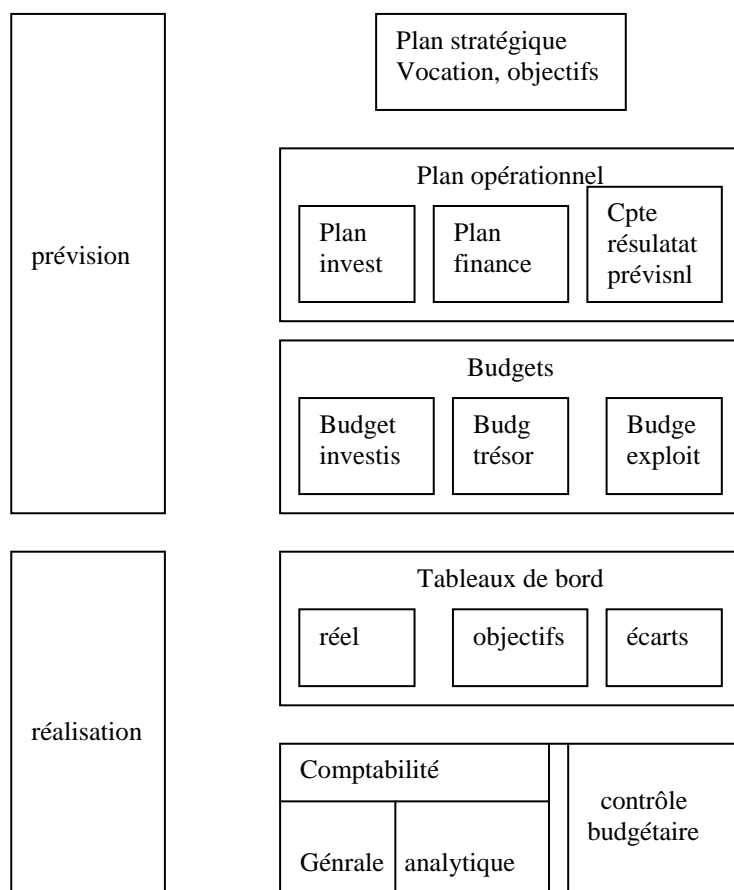 Plan stratégique
Vocation, objectifs
prévision
Plan opérationnel
Plan
invest
Plan
finance
Cpte
résulatat
prévisnl
Budgets
Budget
investis
Budg
trésor
Budge
exploit
réalisation
Tableaux de bord
réel
objectifs
écarts
Comptabilité
Génrale
analytique
contrôle
budgétaire